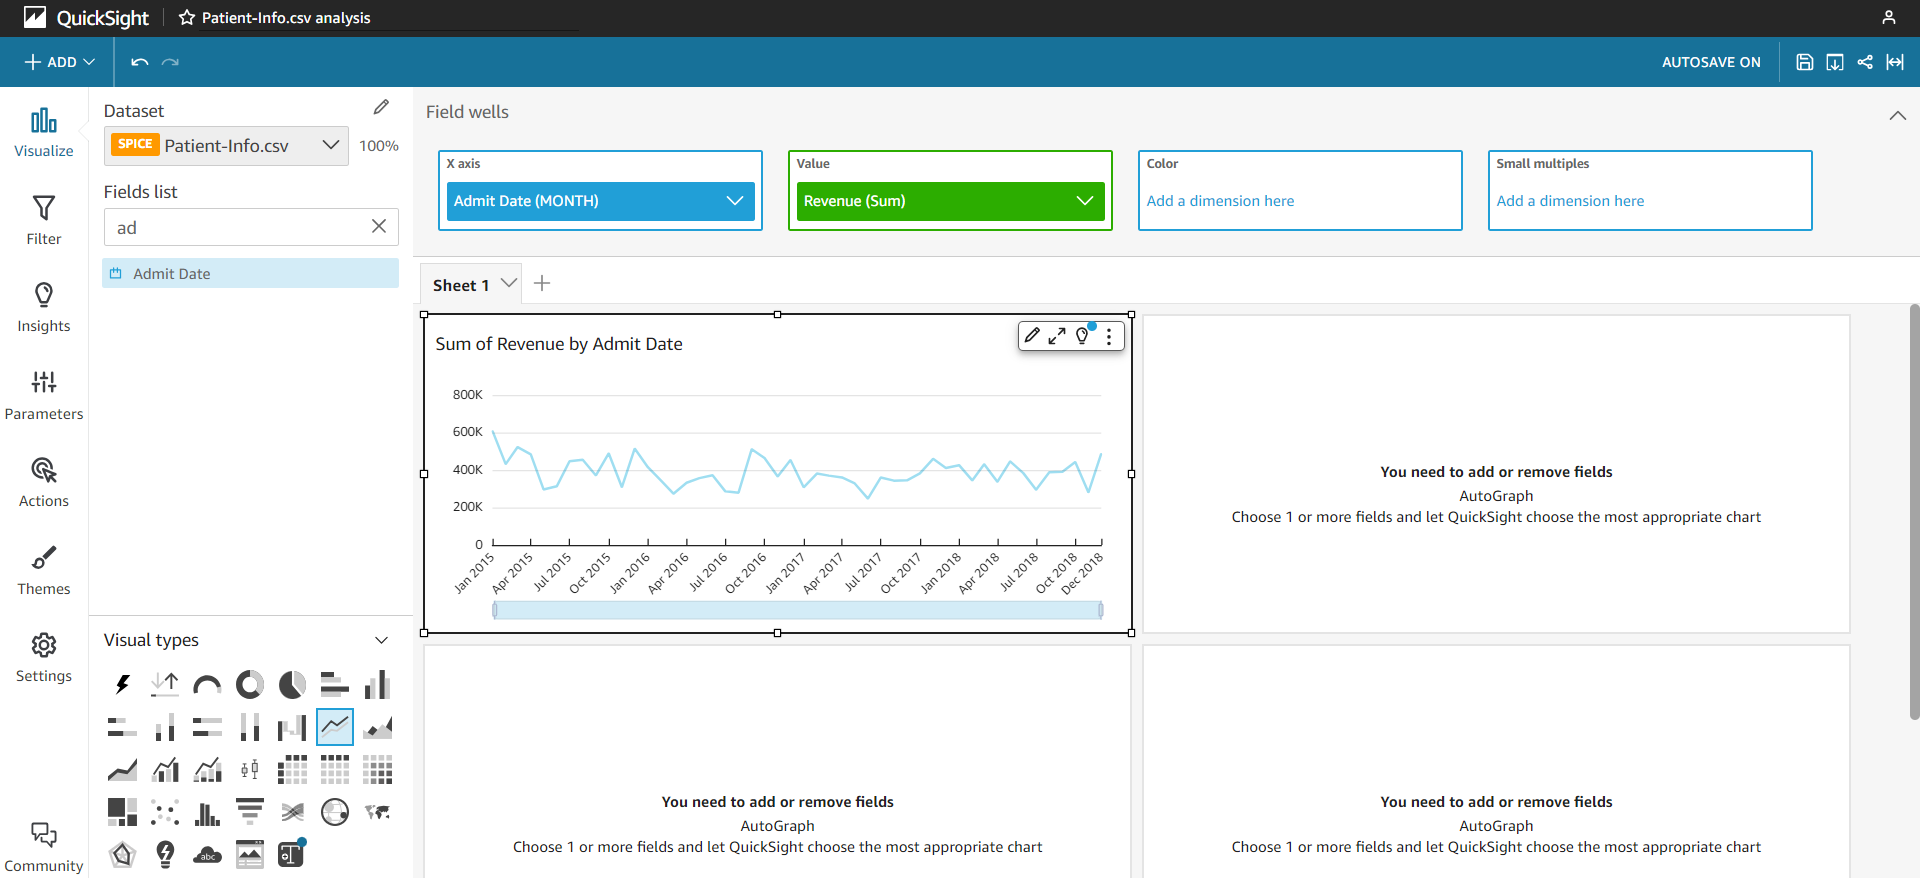 QuickSight
Patient-Info.csv analysis
ADD
AUTOSAVE ON
Visualize
Filter
Insights
Parameters
Actions
Themes
Settings
Community
Dataset
SPICE Patient-Info.csv 100%
Fields list
ad
Admit Date
Visual types
abc
Field wells
X axis
Admit Date (MONTH)
Value
Revenue (Sum)
Color
Add a dimension here
Small multiples
Add a dimension here
Sheet 1
Sum of Revenue by Admit Date
800K
600K
400K
200K
0
Jan 2015
Apr 2015
Jul 2015
Oct 2015
Jan 2016
Apr 2016
Jul 2016
Oct 2016
Jan 2017
Apr 2017
Jul 2017
Oct 2017
Jan 2018
Apr 2018
Jul 2018
Oct 2018
Dec 2018
You need to add or remove fields
AutoGraph
Choose 1 or more fields and let QuickSight choose the most appropriate chart
You need to add or remove fields
AutoGraph
Choose 1 or more fields and let QuickSight choose the most appropriate chart
You need to add or remove fields
AutoGraph
Choose 1 or more fields and let QuickSight choose the most appropriate chart